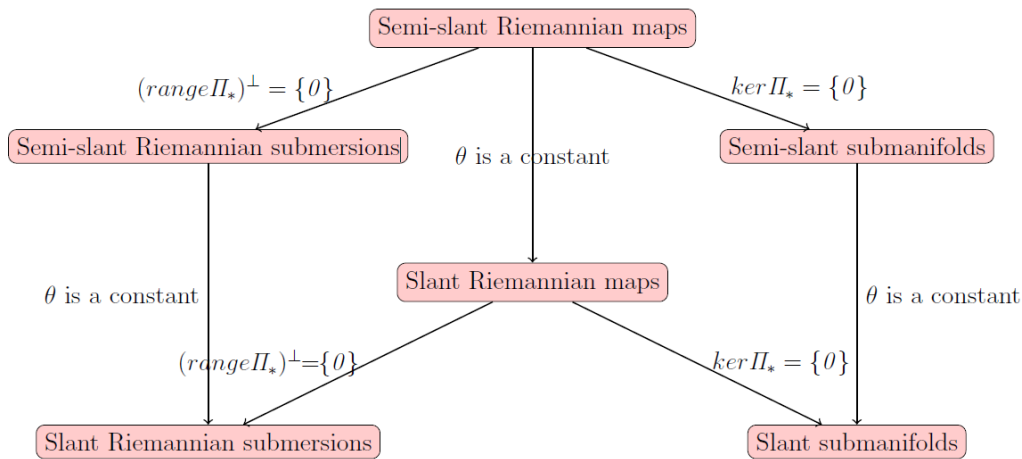 Semi-slant Riemannian maps
(rangeΠ∗)⊥ = {0}
kerΠ∗ = {0}
Semi-slant Riemannian submersions
θ is a constant
Semi-slant submanifolds
Slant Riemannian maps
θ is a constant
θ is a constant
(rangeΠ∗)⊥={0}
kerΠ∗ = {0}
Slant Riemannian submersions
Slant submanifolds